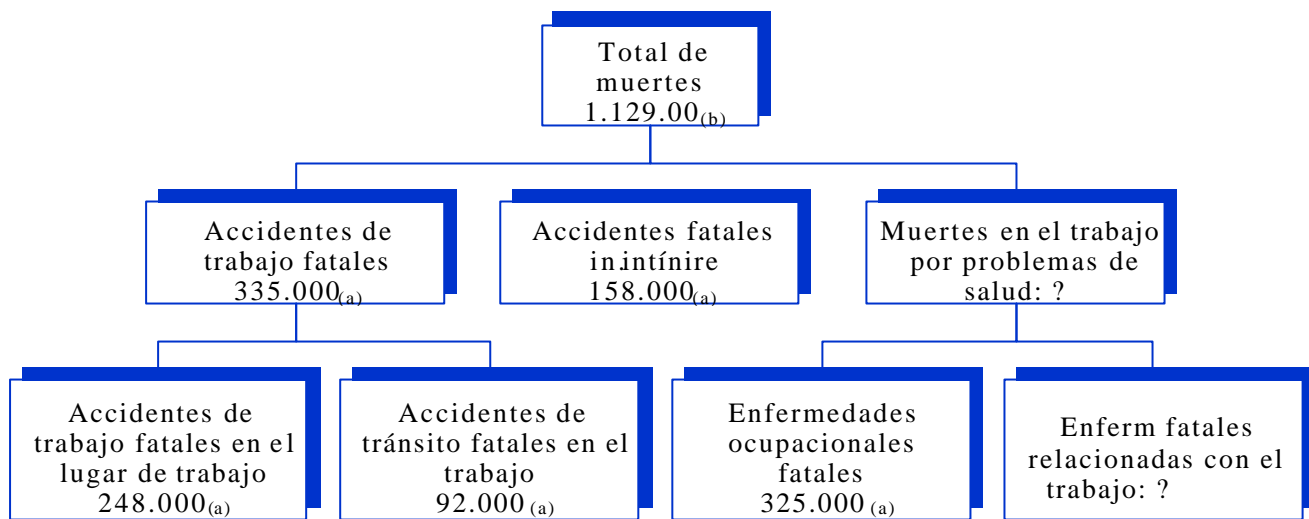 Total de
muertes
1.129.00(b)
Accidentes de
trabajo fatales
335.000(a)
Accidentes fatales
in.intínire
158.000(a)
Muertes en el trabajo
por problemas de
salud: ?
Accidentes de
trabajo fatales en el
lugar de trabajo
248.000(a)
Accidentes de
tránsito fatales en el
trabajo
92.000 (a)
Enfermedades
ocupacionales
fatales
325.000 (a)
Enferm fatales
relacionadas con el
trabajo: ?